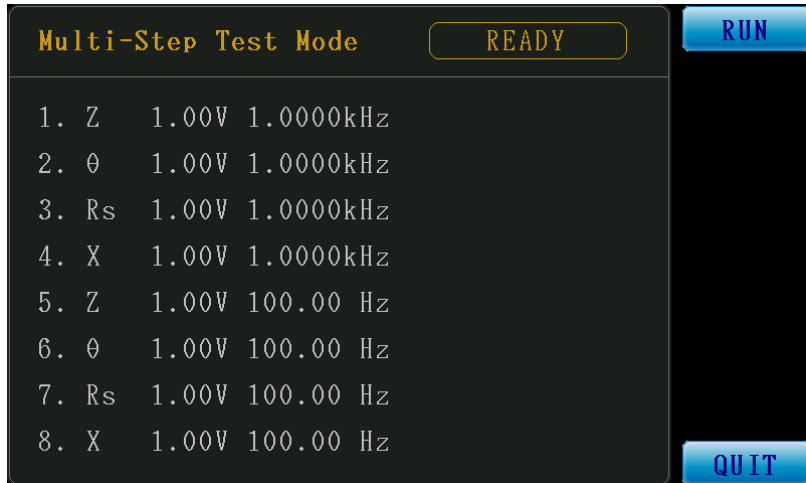 Multi-Step Test Mode READY
RUN
1. Z 1.00V 1.0000kHz
2. θ 1.00V 1.0000kHz
3. Rs 1.00V 1.0000kHz
4. X 1.00V 1.0000kHz
5. Z 1.00V 100.00 Hz
6. θ 1.00V 100.00 Hz
7. Rs 1.00V 100.00 Hz
8. X 1.00V 100.00 Hz
QUIT